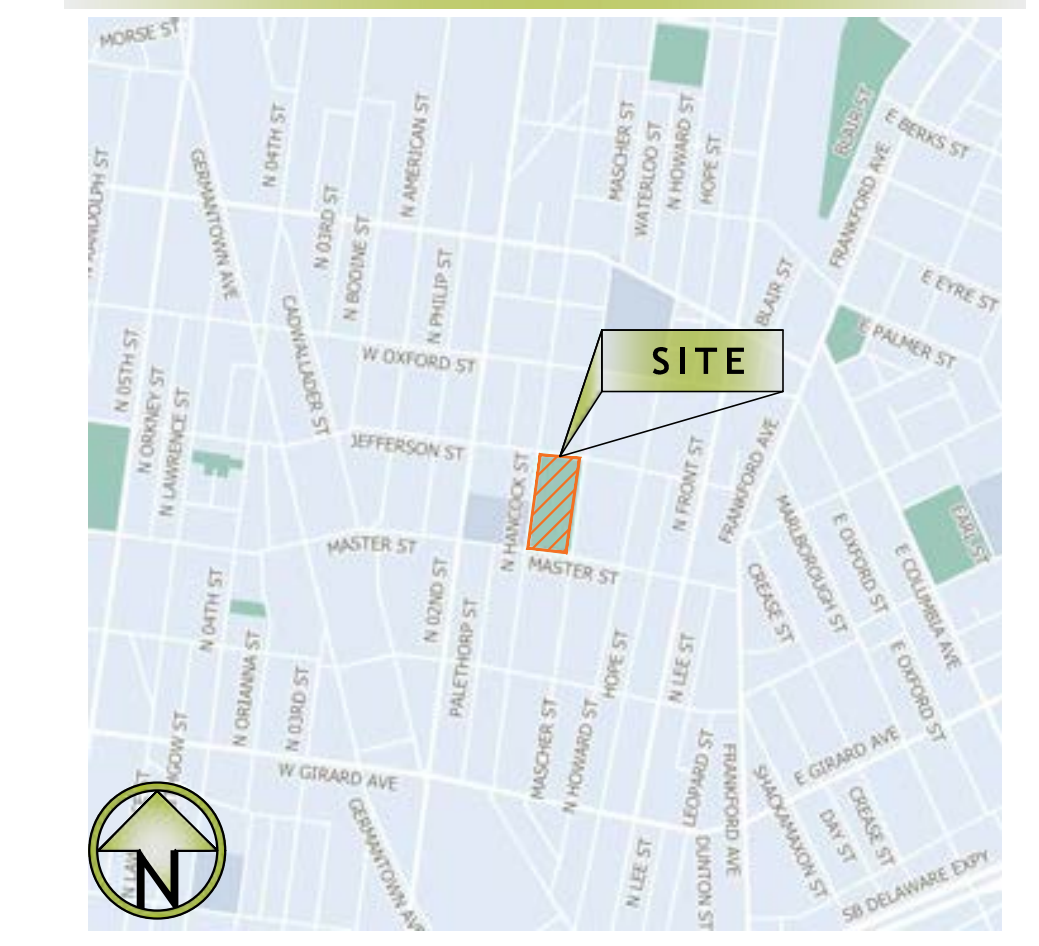 MORSE ST
N 04TH ST
N AMERICAN ST
MASCHER ST
WATERLOO ST
N HOWARD ST
HOPE ST
BLAIR ST
E BERKS ST
GERMANTOWN AVE
N 03RD ST
N BODINE ST
N PHILIP ST
FRANKFORD AVE
E EYRE ST
BLAIR ST
CADWALLADER ST
E PALMER ST
W OXFORD ST
SITE
N 05TH ST
N ORKNEY ST
N LAWRENCE ST
JEFFERSON ST
N HANCOCK ST
N FRONT ST
FRANKFORD AVE
MARLBOROUGH ST
E OXFORD ST
EARL ST
MASTER ST
MASTER ST
E COLUMBIA AVE
CREASE ST
N 04TH ST
N 02ND ST
PALETHORP ST
HOPE ST
N LEE ST
E OXFORD ST
N ORIANNA ST
N 03RD ST
MASCHER ST
N HOWARD ST
LEOPARD ST
FRANKFORD AVE
E GIRARD AVE
W GIRARD AVE
SHACKAMAXON ST
CREASE ST
DAY ST
GERMANTOWN AVE
N LEE ST
DUNTON ST
SB DELAWARE EXPY
N